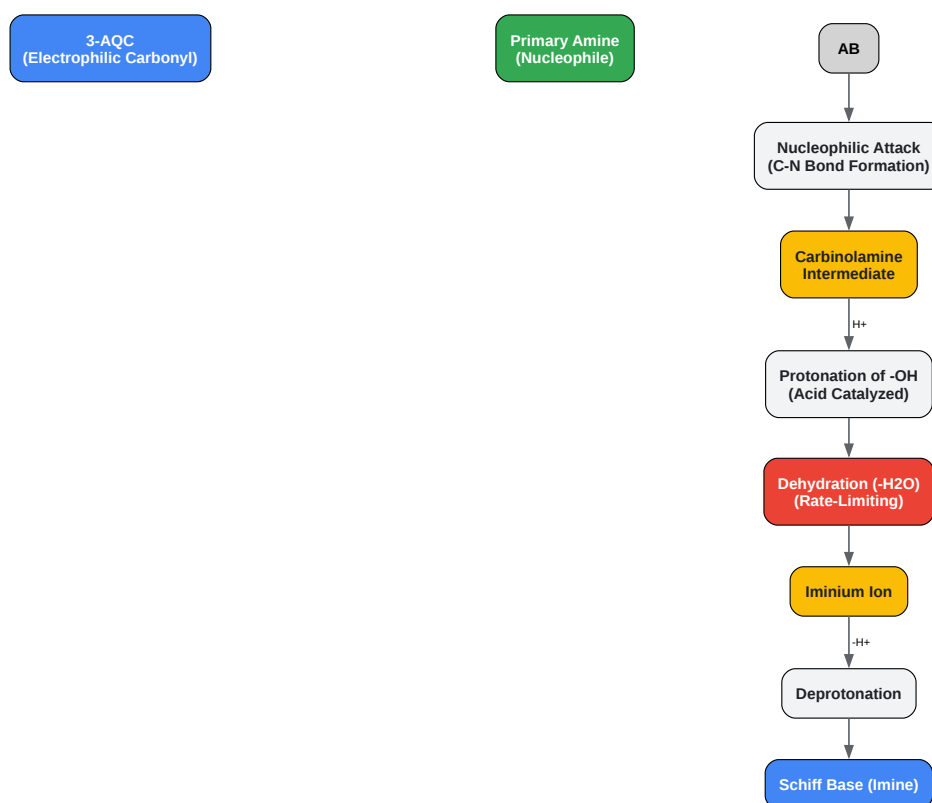 3-AQC
(Electrophilic Carbonyl)
Primary Amine
(Nucleophile)
AB
Nucleophilic Attack
(C-N Bond Formation)
Carbinolamine
Intermediate
H+
Protonation of -OH
(Acid Catalyzed)
Dehydration (-H2O)
(Rate-Limiting)
Iminium Ion
-H+
Deprotonation
Schiff Base (Imine)